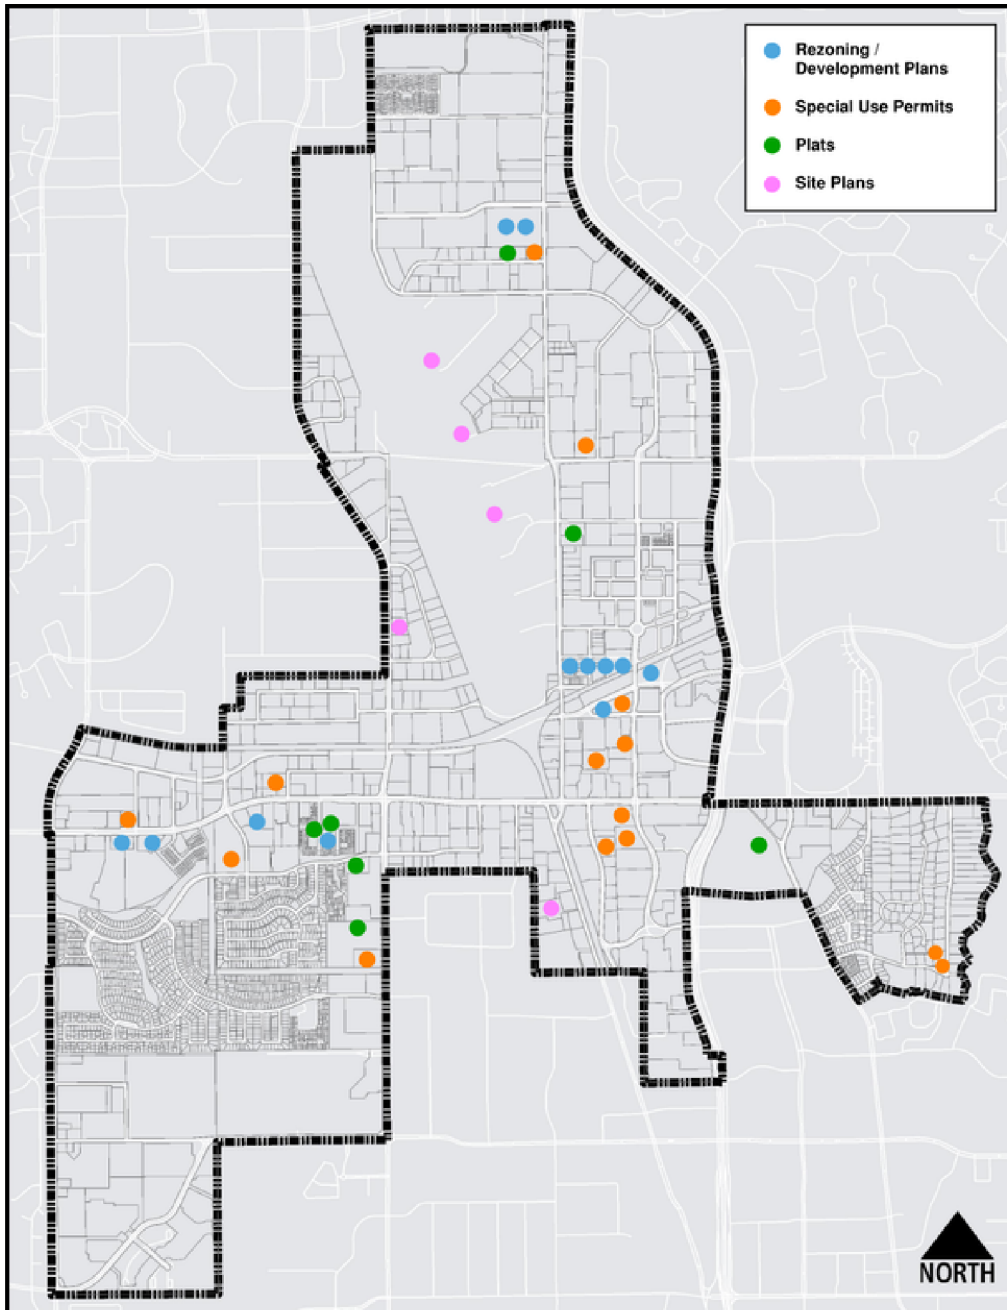 Rezoning /
Development Plans
Special Use Permits
Plats
Site Plans
NORTH